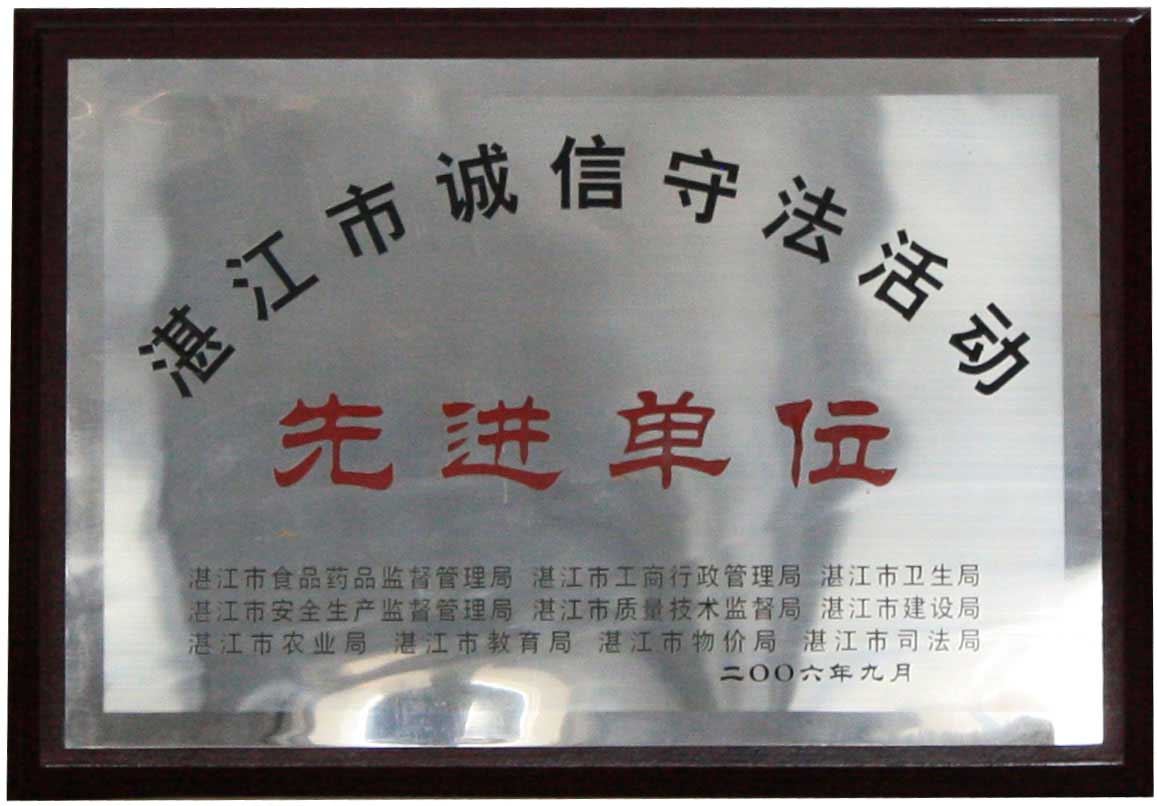 湛江市诚信守法活动
先进单位
湛江市食品药品监督管理局 湛江市工商行政管理局 湛江市卫生局
湛江市安全生产监督管理局 湛江市质量技术监督局 湛江市建设局
湛江市农业局 湛江市教育局 湛江市物价局 湛江市司法局
二〇〇六年九月